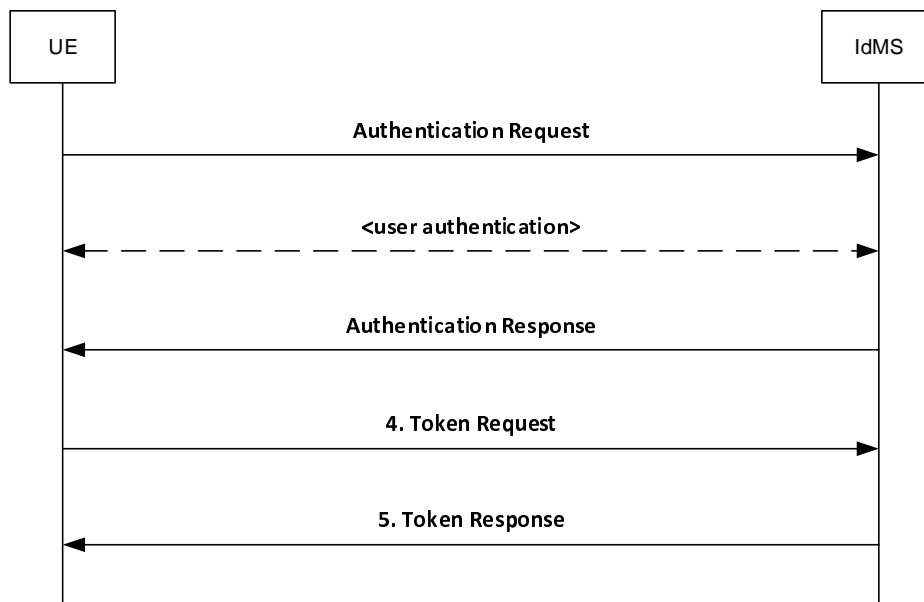 UE
IdMS
Authentication Request
<user authentication>
Authentication Response
4. Token Request
5. Token Response